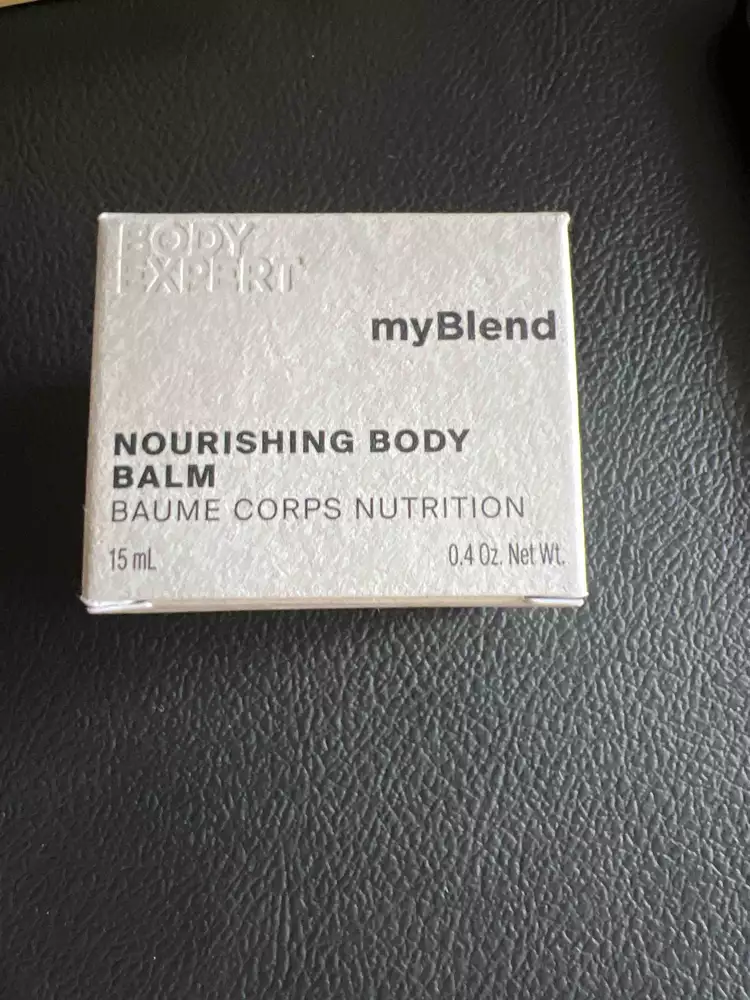 BODY
EXPERT
myBlend
NOURISHING BODY
BALM
BAUME CORPS NUTRITION
15 mL
0.4 Oz. Net Wt.